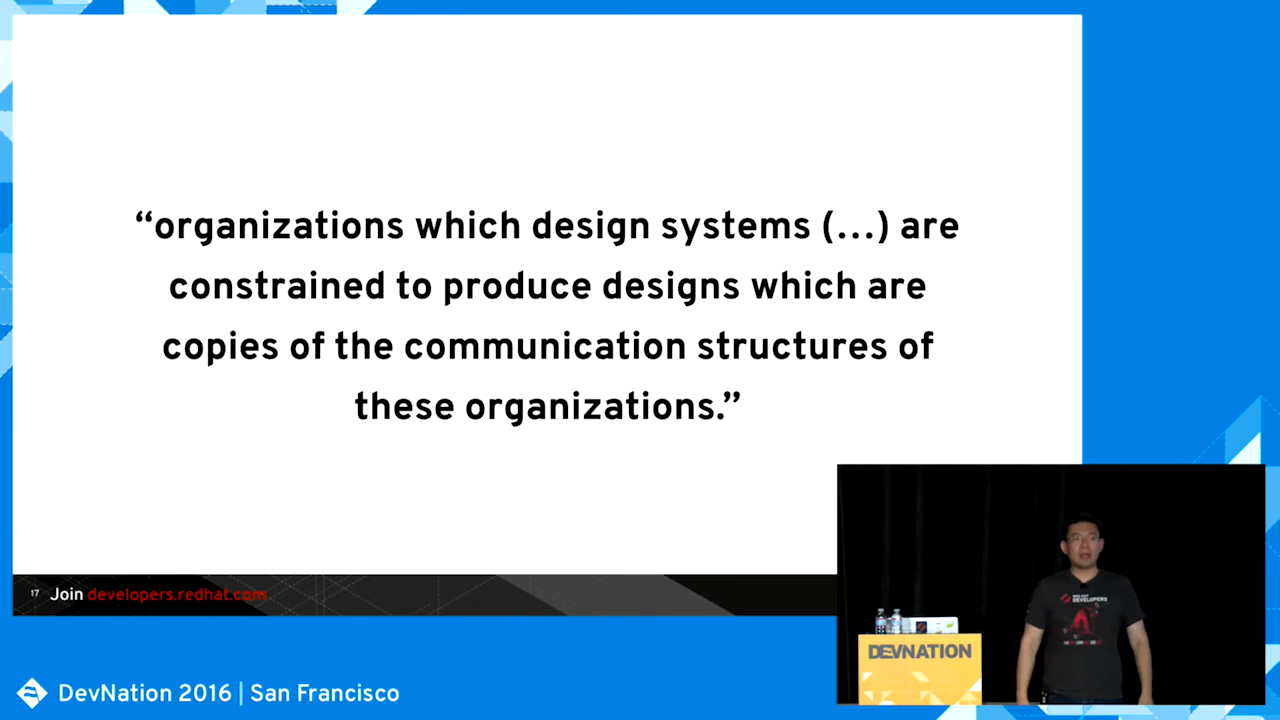 “organizations which design systems (…) are
constrained to produce designs which are
copies of the communication structures of
these organizations.”
17 Join developers.redhat.com
DEVELOPERS
DEVNATION
DevNation 2016 | San Francisco